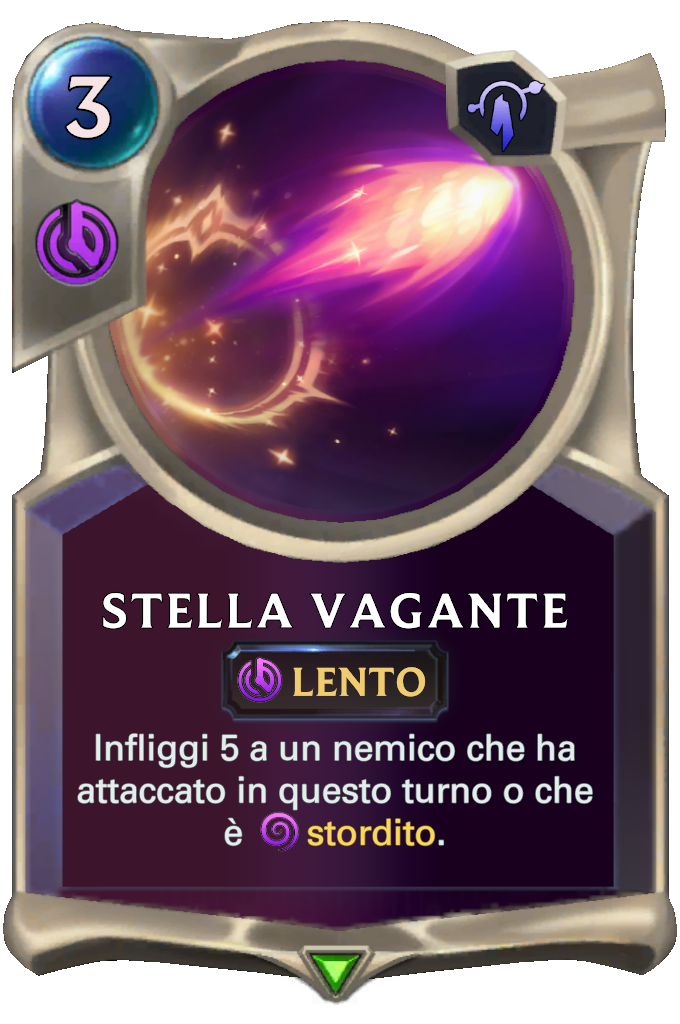 3
STELLA VAGANTE
LENTO
Infliggi 5 a un nemico che ha
attaccato in questo turno o che
è stordito.